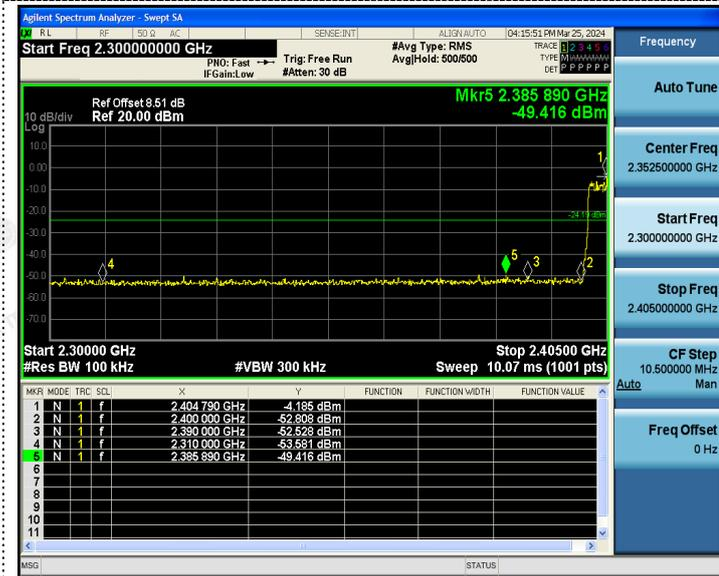 Agilent Spectrum Analyzer - Swept SA
LXI RL RF 50 Ω AC SENSE:INT ALIGN AUTO 04:15:51 PM Mar 25, 2024
Start Freq 2.300000000 GHz
PNO: Fast
IFGain:Low
Trig: Free Run
#Atten: 30 dB
#Avg Type: RMS
Avg|Hold: 500/500
TRACE 1 2 3 4 5 6
TYPE M
DET P P P P P P
Ref Offset 8.51 dB
Ref 20.00 dBm
10 dB/div
Log
Mkr5 2.385 890 GHz
-49.416 dBm
10.0
0.00
-10.0
-20.0
-30.0
-40.0
-50.0
-60.0
-70.0
1
-24.19 dBm
4
5
3
2
Start 2.30000 GHz
#Res BW 100 kHz
#VBW 300 kHz
Stop 2.40500 GHz
Sweep 10.07 ms (1001 pts)
MKR MODE TRC SCL X Y FUNCTION FUNCTION WIDTH FUNCTION VALUE
1 N 1 f 2.404 790 GHz -4.185 dBm
2 N 1 f 2.400 000 GHz -52.808 dBm
3 N 1 f 2.390 000 GHz -52.528 dBm
4 N 1 f 2.310 000 GHz -53.581 dBm
5 N 1 f 2.385 890 GHz -49.416 dBm
6
7
8
9
10
11
MSG STATUS
Frequency
Auto Tune
Center Freq
2.352500000 GHz
Start Freq
2.300000000 GHz
Stop Freq
2.405000000 GHz
CF Step
10.500000 MHz
Auto Man
Freq Offset
0 Hz